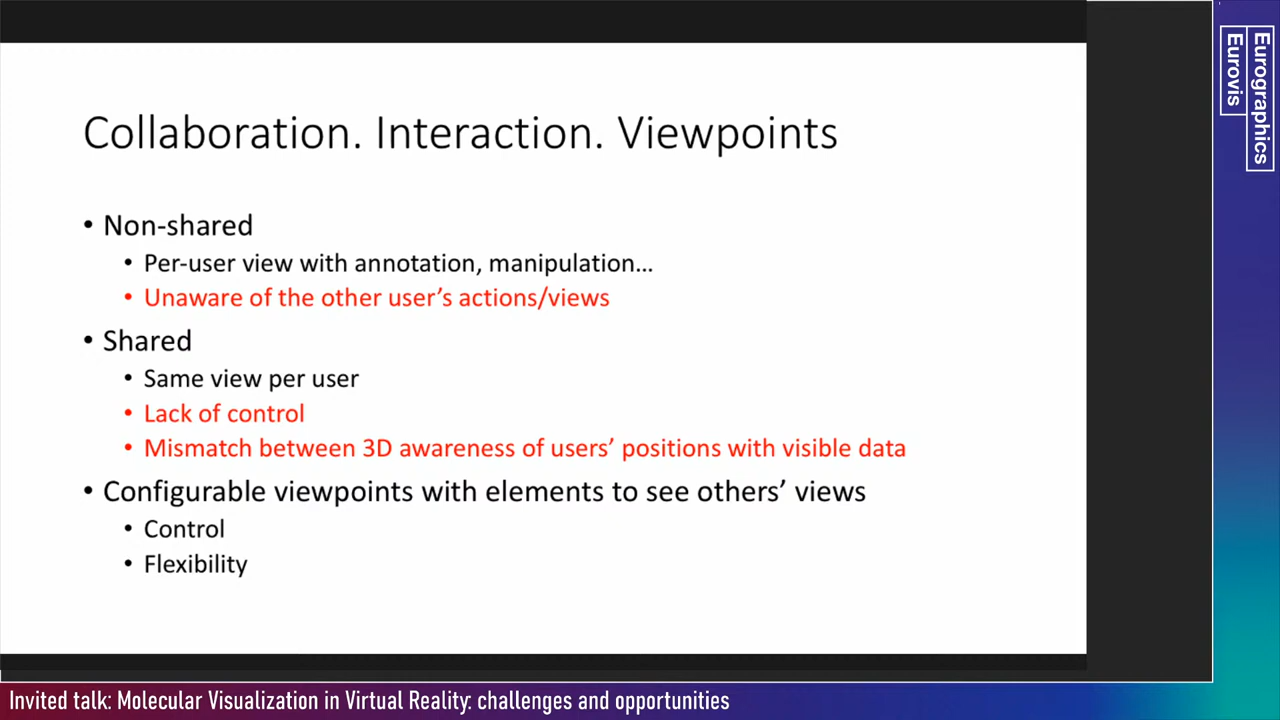 Collaboration. Interaction. Viewpoints
• Non-shared
• Per-user view with annotation, manipulation…
• Unaware of the other user’s actions/views
• Shared
• Same view per user
• Lack of control
• Mismatch between 3D awareness of users’ positions with visible data
• Configurable viewpoints with elements to see others’ views
• Control
• Flexibility
Eurographics
Eurovis
Invited talk: Molecular Visualization in Virtual Reality: challenges and opportunities